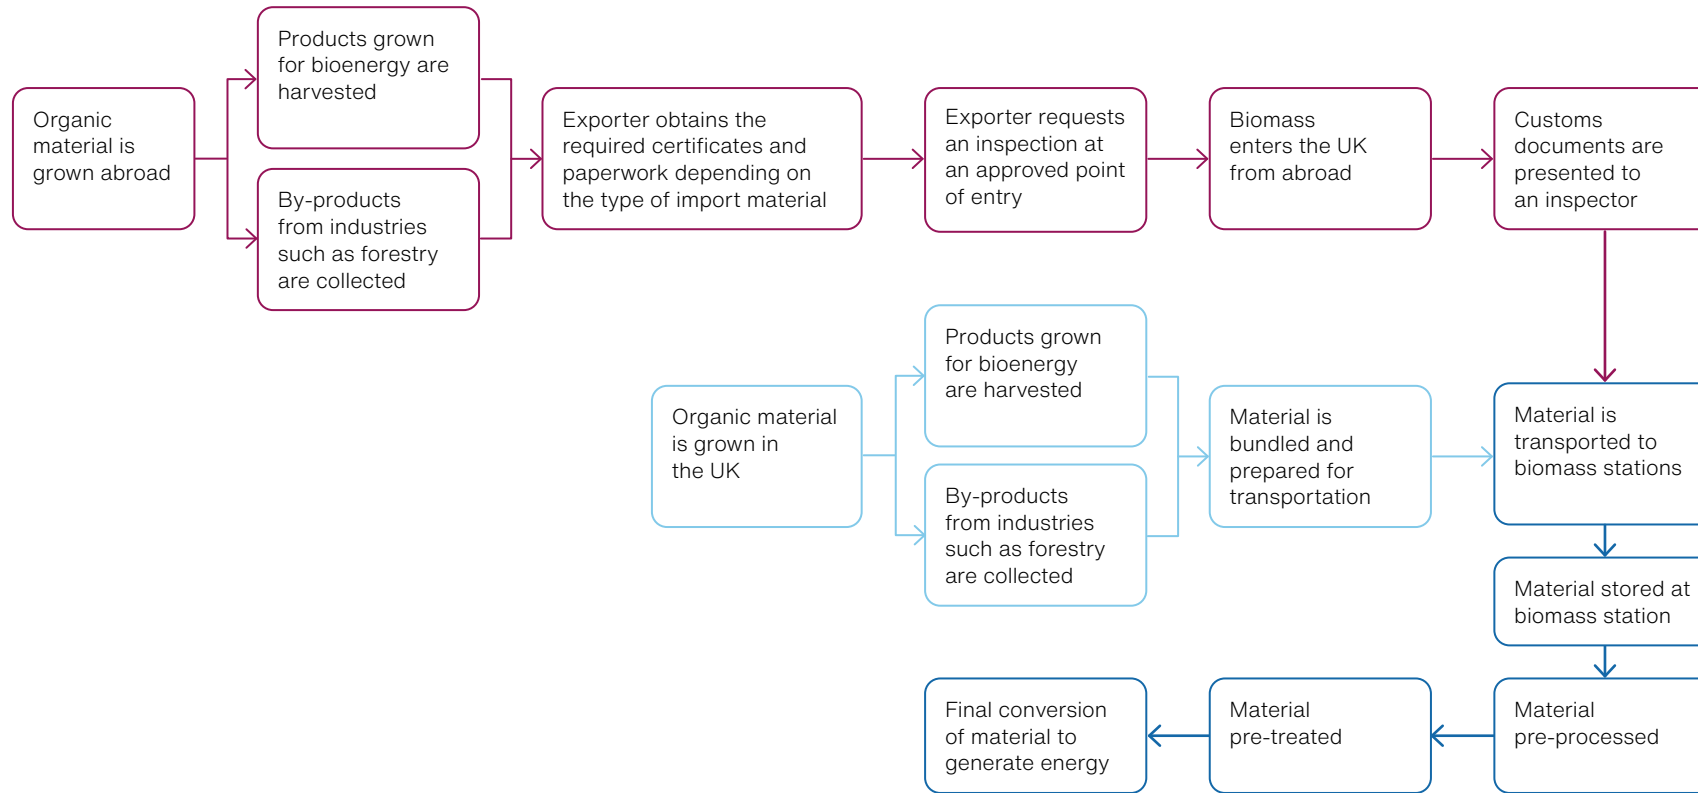 Organic
material is
grown abroad
Products grown
for bioenergy are
harvested
By-products
from industries
such as forestry
are collected
Exporter obtains the
required certificates and
paperwork depending on
the type of import material
Exporter requests
an inspection at
an approved point
of entry
Biomass
enters the UK
from abroad
Customs
documents are
presented to
an inspector
Organic material
is grown in
the UK
Products grown
for bioenergy
are harvested
By-products
from industries
such as forestry
are collected
Material is
bundled and
prepared for
transportation
Material is
transported to
biomass stations
Material stored at
biomass station
Material
pre-processed
Material
pre-treated
Final conversion
of material to
generate energy